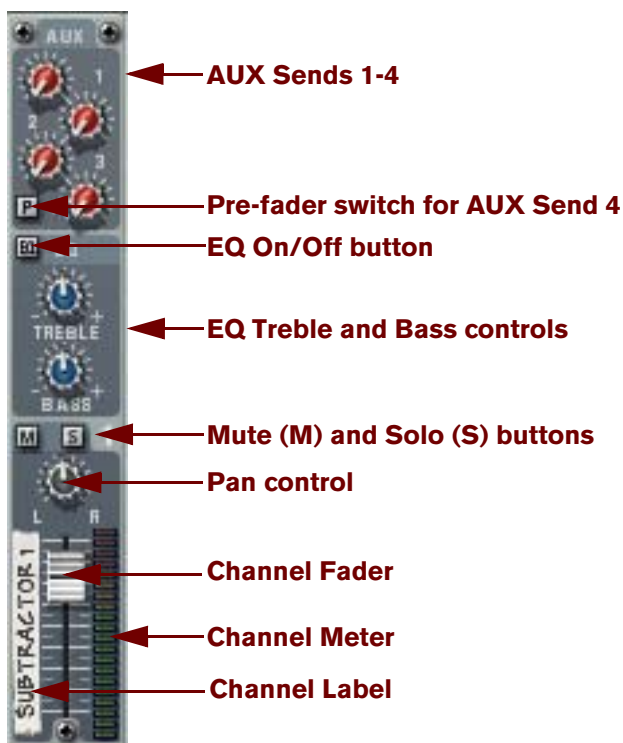 AUX
1
AUX Sends 1-4
2
3
P
Pre-fader switch for AUX Send 4
EQ
EQ On/Off button
- +
TREBLE
EQ Treble and Bass controls
- +
BASS
M S
Mute (M) and Solo (S) buttons
Pan control
L R
SUBTRACTOR 1
Channel Fader
Channel Meter
Channel Label